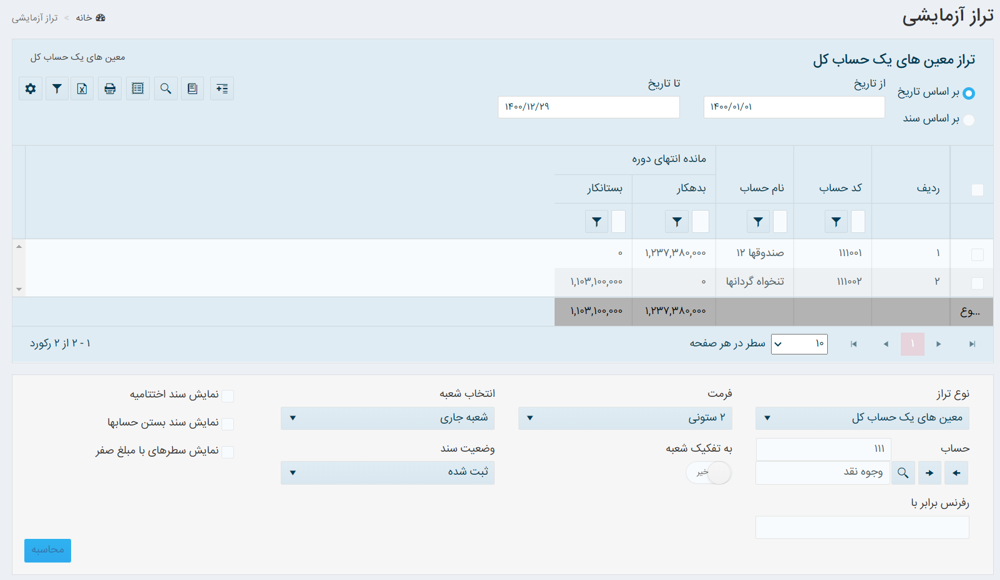 تراز آزمایشی
خانه > تراز آزمایشی
تراز معین های یک حساب کل
معین های یک حساب کل
بر اساس تاریخ
بر اساس سند
از تاریخ
۱۴۰۰/۰۱/۰۱
تا تاریخ
۱۴۰۰/۱۲/۲۹
مانده انتهای دوره
ردیف کد حساب نام حساب بدهکار بستانکار
۱ ۱۱۱۰۰۱ صندوقها ۱۲ ۱,۲۳۷,۳۸۰,۰۰۰ ۰
۲ ۱۱۱۰۰۲ تنخواه گردانها ۰ ۱,۱۰۳,۱۰۰,۰۰۰
...وع ۱,۲۳۷,۳۸۰,۰۰۰ ۱,۱۰۳,۱۰۰,۰۰۰
۱ ۱۰ سطر در هر صفحه
۱ - ۲ از ۲ رکورد
نوع تراز
معین های یک حساب کل
فرمت
۲ ستونی
انتخاب شعبه
شعبه جاری
نمایش سند اختتامیه
نمایش سند بستن حسابها
نمایش سطرهای با مبلغ صفر
حساب
۱۱۱
وجوه نقد
به تفکیک شعبه
خیر
وضعیت سند
ثبت شده
رفرنس برابر با
محاسبه